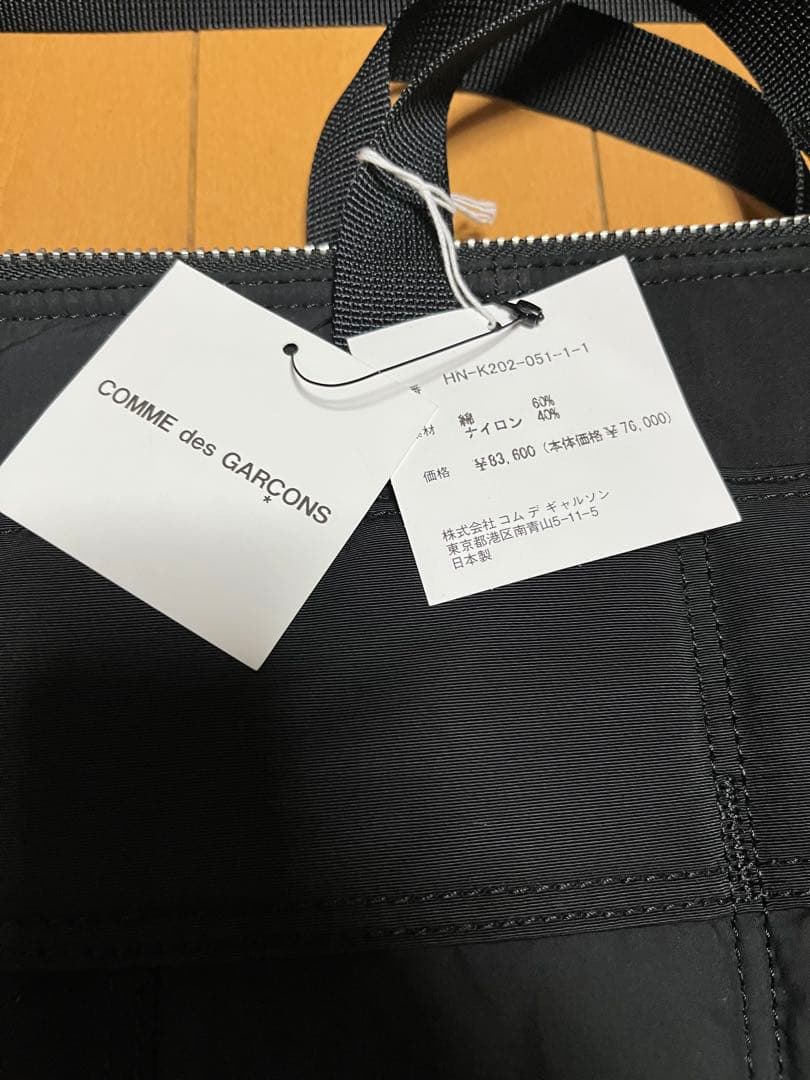 COMME des GARÇONS
HN-K202-051-1-1
綿 60%
ナイロン 40%
価格 ¥83,600 (本体価格¥76,000)
株式会社 コム デ ギャルソン
東京都港区南青山5-11-5
日本製